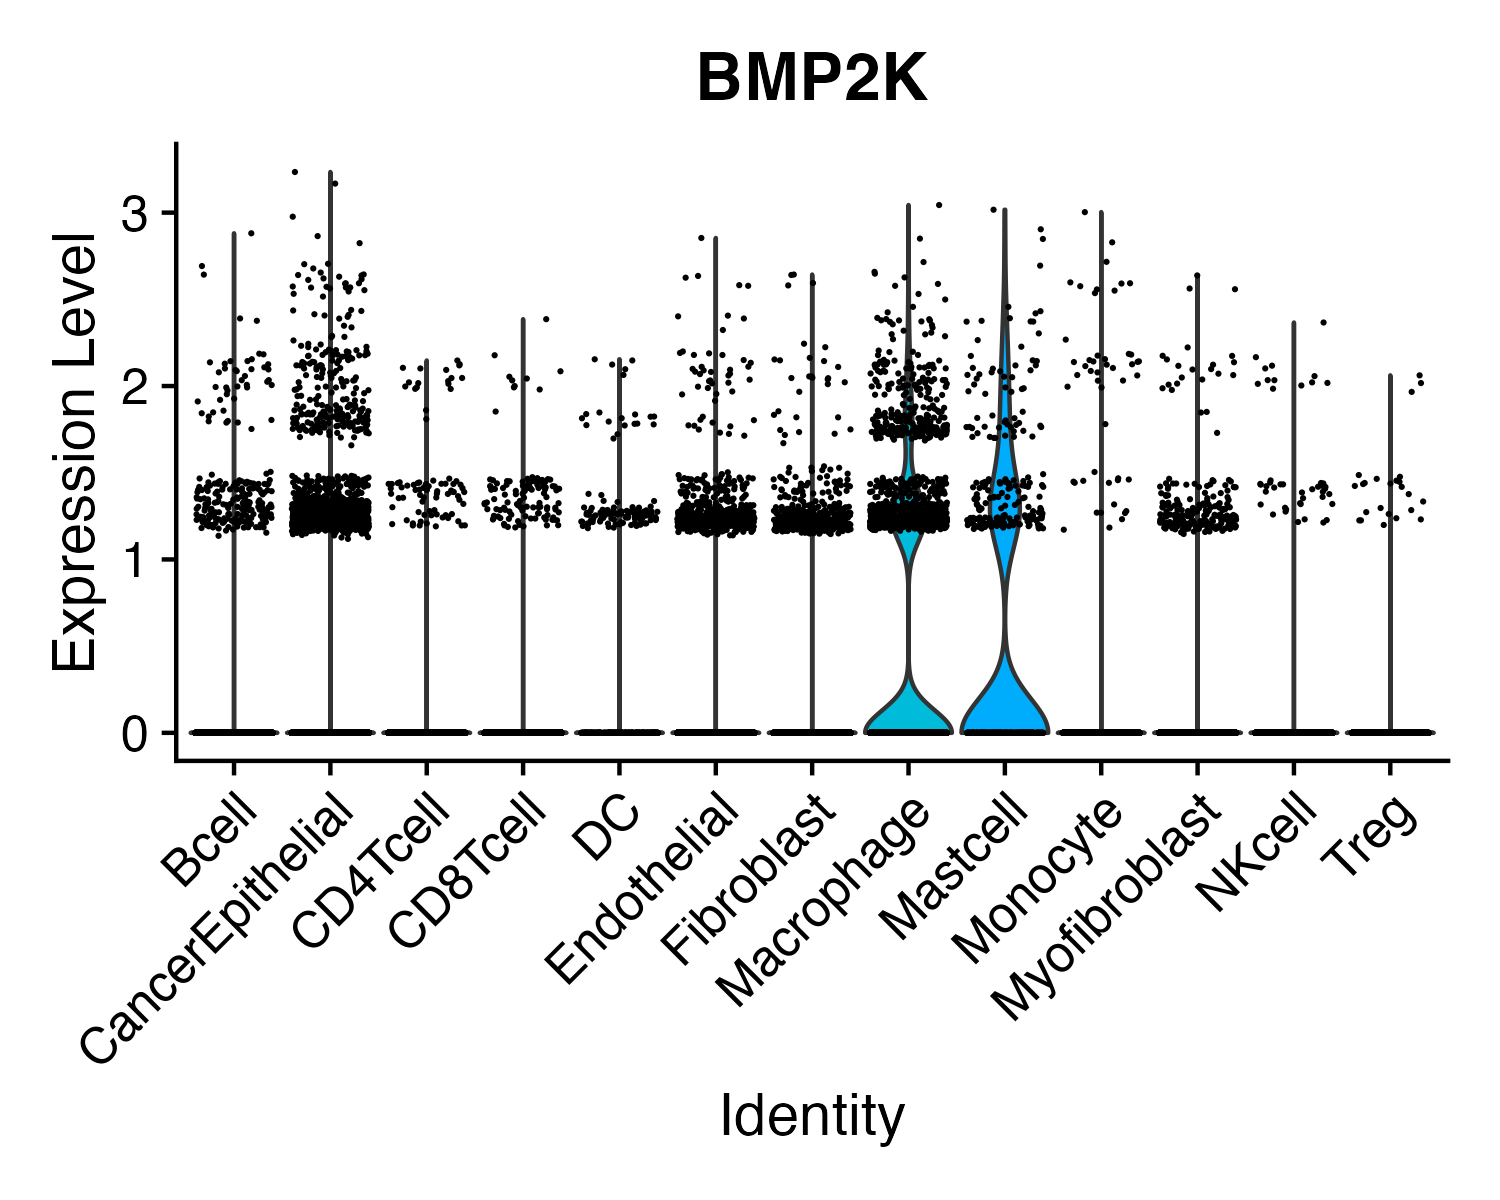 BMP2K
Expression Level
3
2
1
0
Bcell
CancerEpithelial
CD4Tcell
CD8Tcell
DC
Endothelial
Fibroblast
Macrophage
Mastcell
Monocyte
Myofibroblast
NKcell
Treg
Identity